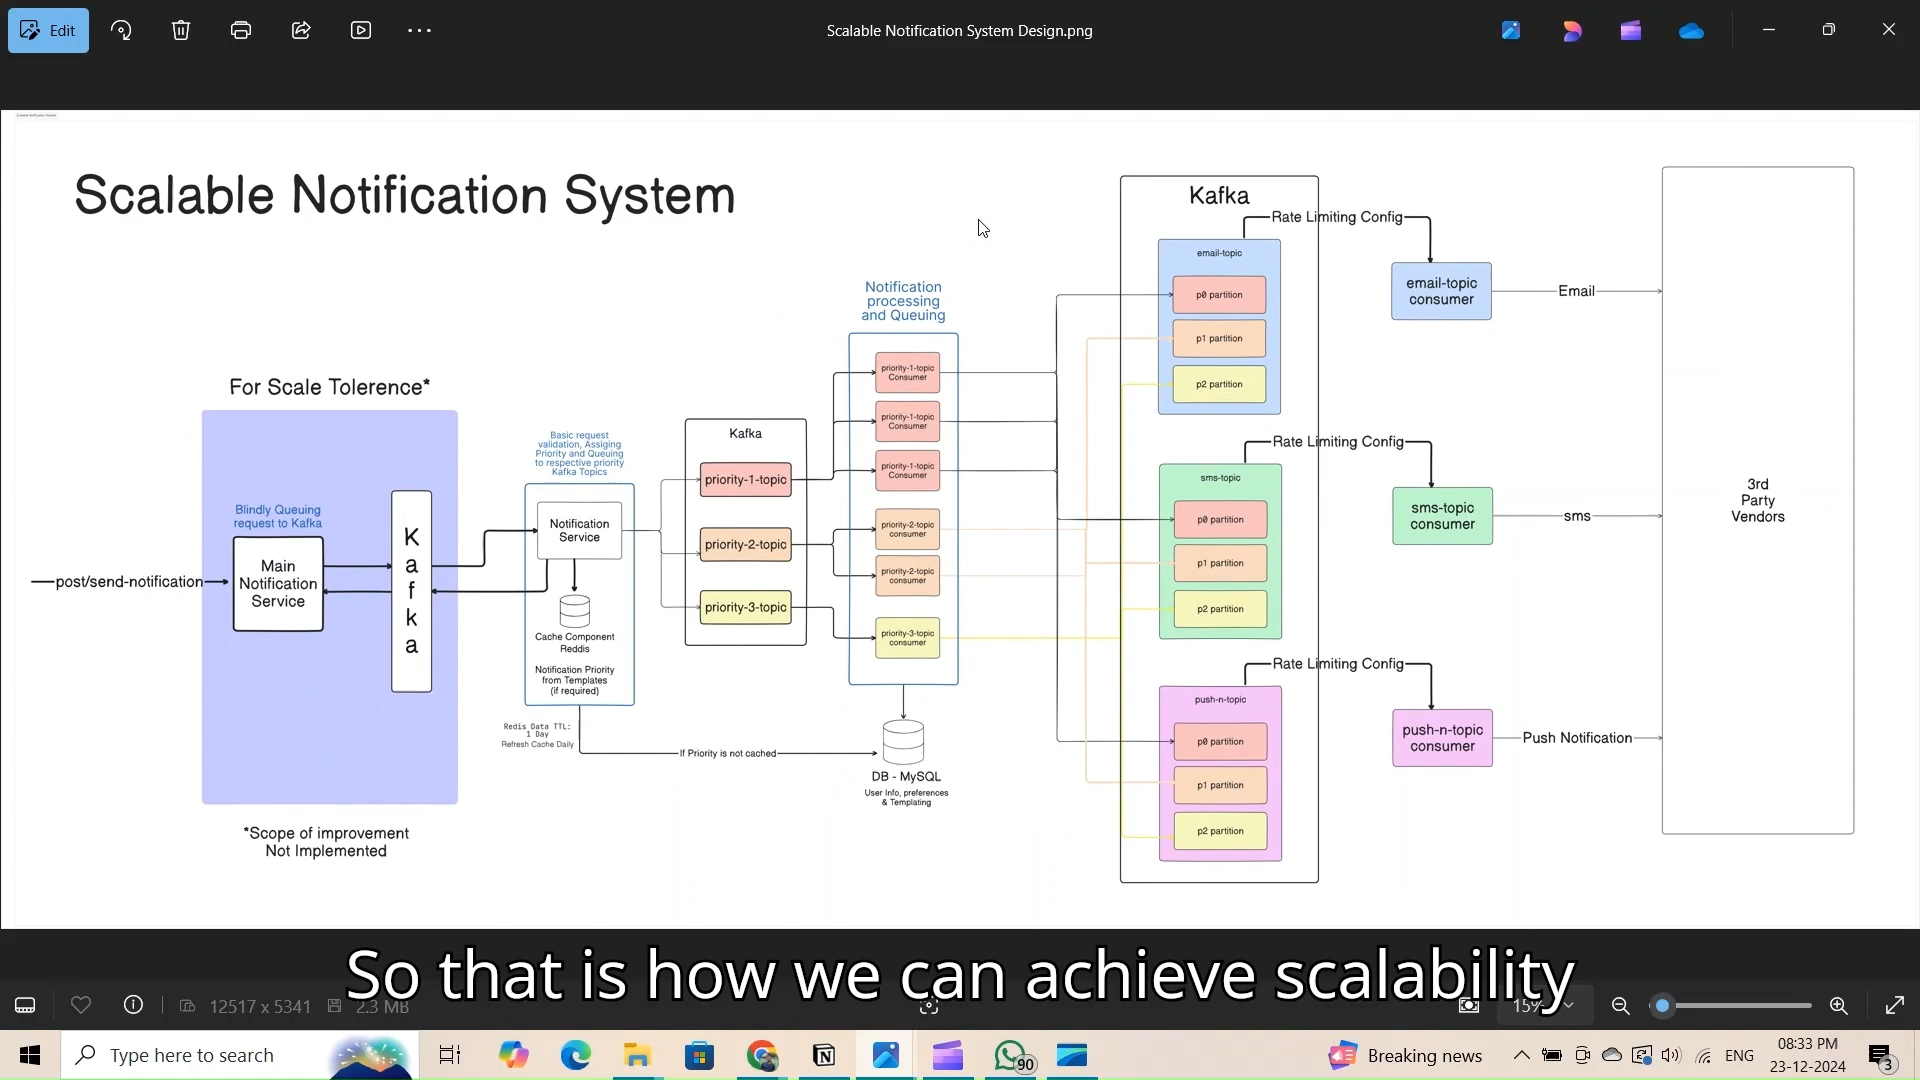 Edit
Scalable Notification System Design.png
Scalable Notification System
Scalable Notification System
For Scale Tolerence*
Blindly Queuing
request to Kafka
post/send-notification
Main
Notification
Service
K
a
f
k
a
*Scope of improvement
Not Implemented
Basic request
validation, Assiging
Priority and Queuing
to respective priority
Kafka Topics
Notification
Service
Cache Component
Reddis
Notification Priority
from Templates
(if required)
Redis Data TTL:
1 Day
Refresh Cache Daily
If Priority is not cached
Kafka
priority-1-topic
priority-2-topic
priority-3-topic
Notification
processing
and Queuing
priority-1-topic
Consumer
priority-1-topic
Consumer
priority-1-topic
Consumer
priority-2-topic
consumer
priority-2-topic
consumer
priority-3-topic
consumer
DB - MySQL
User Info, preferences
& Templating
Kafka
email-topic
p0 partition
p1 partition
p2 partition
sms-topic
p0 partition
p1 partition
p2 partition
push-n-topic
p0 partition
p1 partition
p2 partition
Rate Limiting Config
email-topic
consumer
Email
Rate Limiting Config
sms-topic
consumer
sms
Rate Limiting Config
push-n-topic
consumer
Push Notification
3rd
Party
Vendors
So that is how we can achieve scalability
12517 x 5341
2.3 MB
15%
Type here to search
90
Breaking news
ENG
08:33 PM
23-12-2024
3